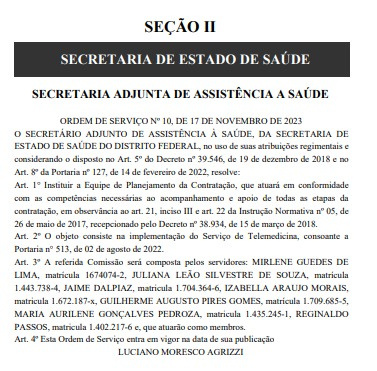 SEÇÃO II
SECRETARIA DE ESTADO DE SAÚDE
SECRETARIA ADJUNTA DE ASSISTÊNCIA A SAÚDE
ORDEM DE SERVIÇO Nº 10, DE 17 DE NOVEMBRO DE 2023
O SECRETÁRIO ADJUNTO DE ASSISTÊNCIA À SAÚDE, DA SECRETARIA DE
ESTADO DE SAÚDE DO DISTRITO FEDERAL, no uso de suas atribuições regimentais e
considerando o disposto no Art. 5º do Decreto nº 39.546, de 19 de dezembro de 2018 e no
Art. 8º da Portaria nº 127, de 14 de fevereiro de 2022, resolve:
Art. 1° Instituir a Equipe de Planejamento da Contratação, que atuará em conformidade
com as competências necessárias ao acompanhamento e apoio de todas as etapas da
contratação, em observância ao art. 21, inciso III e art. 22 da Instrução Normativa nº 05, de
26 de maio de 2017, recepcionado pelo Decreto nº 38.934, de 15 de março de 2018.
Art. 2º O objeto consiste na implementação do Serviço de Telemedicina, consoante a
Portaria n° 513, de 02 de agosto de 2022.
Art. 3º A referida Comissão será composta pelos servidores: MIRLENE GUEDES DE
LIMA, matrícula 1674074-2, JULIANA LEÃO SILVESTRE DE SOUZA, matrícula
1.443.738-4, JAIME DALPIAZ, matrícula 1.704.364-6, IZABELLA ARAUJO MORAIS,
matricula 1.672.187-x, GUILHERME AUGUSTO PIRES GOMES, matrícula 1.709.685-5,
MARIA AURILENE GONÇALVES PEDROZA, matrícula 1.435.245-1, REGINALDO
PASSOS, matrícula 1.402.217-6 e, que atuarão como membros.
Art. 4º Esta Ordem de Serviço entra em vigor na data de sua publicação
LUCIANO MORESCO AGRIZZI